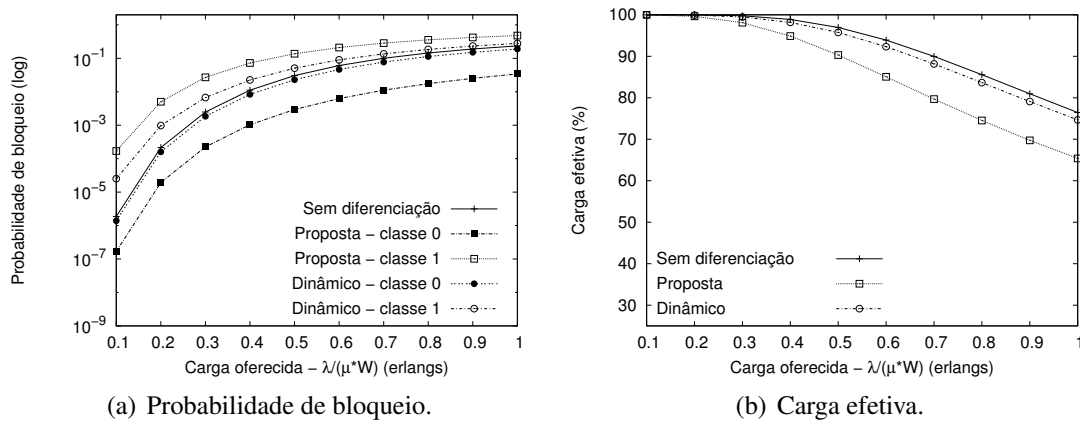 Probabilidade de bloqueio (log)
10⁻¹
10⁻³
10⁻⁵
10⁻⁷
10⁻⁹
Sem diferenciação
Proposta − classe 0
Proposta − classe 1
Dinâmico − classe 0
Dinâmico − classe 1
0.1 0.2 0.3 0.4 0.5 0.6 0.7 0.8 0.9 1
Carga oferecida − λ/(μ*W) (erlangs)
(a) Probabilidade de bloqueio.
Carga efetiva (%)
100
90
80
70
60
50
40
30
Sem diferenciação
Proposta
Dinâmico
0.1 0.2 0.3 0.4 0.5 0.6 0.7 0.8 0.9 1
Carga oferecida − λ/(μ*W) (erlangs)
(b) Carga efetiva.